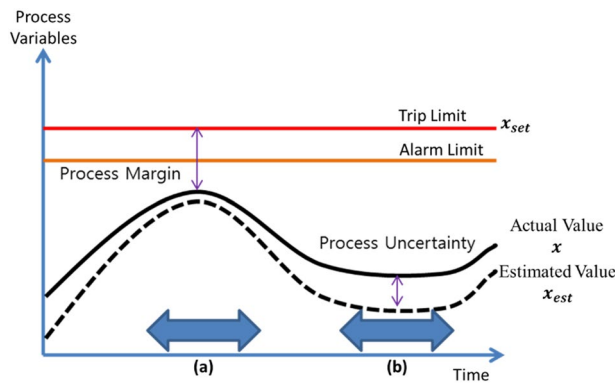 Process
Variables
Trip Limit
x_set
Alarm Limit
Process Margin
Process Uncertainty
Actual Value
x
Estimated Value
x_est
(a)
(b)
Time